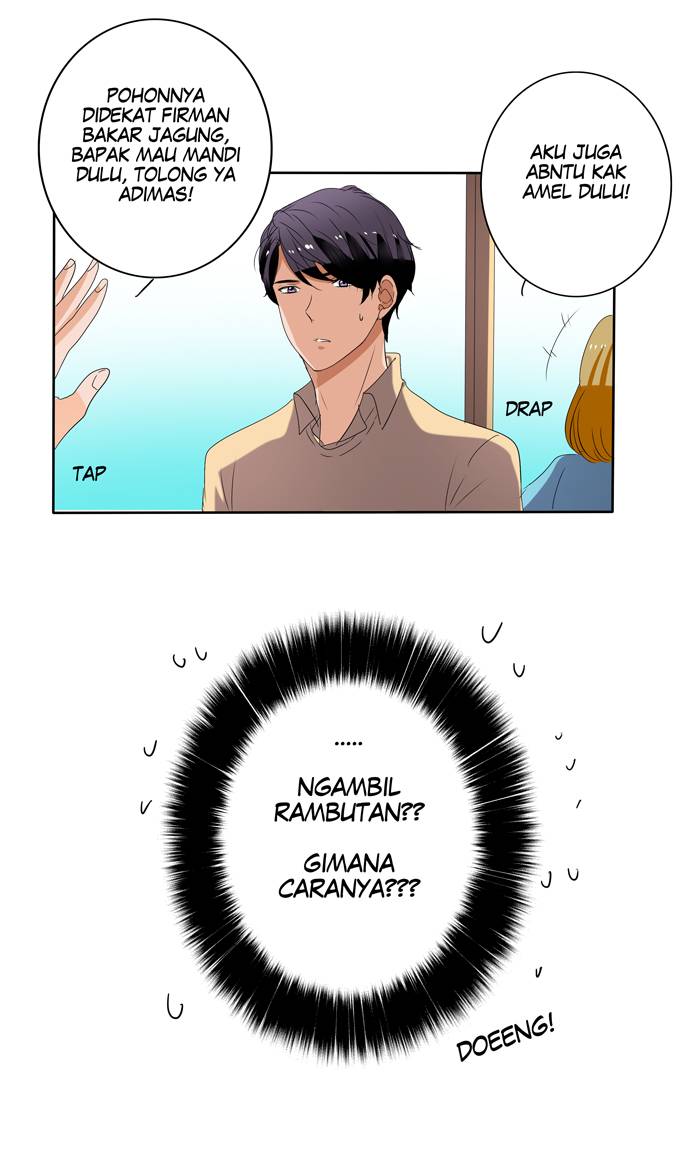 POHONNYA
DIDEKAT FIRMAN
BAKAR JAGUNG,
BAPAK MAU MANDI
DULU, TOLONG YA
ADIMAS!
AKU JUGA
ABNTU KAK
AMEL DULU!
DRAP
TAP
.....
NGAMBIL
RAMBUTAN??
GIMANA
CARANYA???
DOEENG!